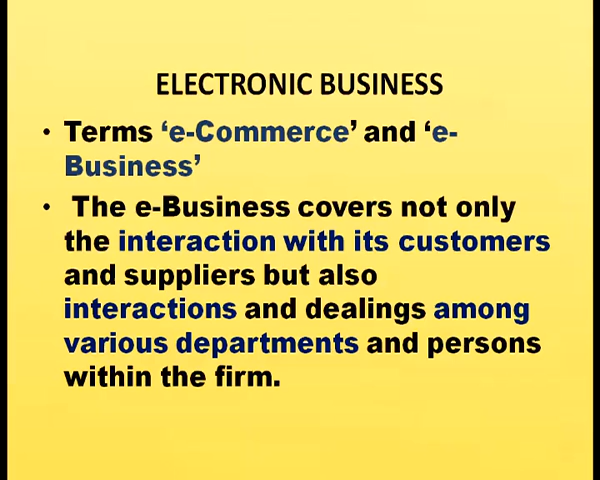 ELECTRONIC BUSINESS
• Terms ‘e-Commerce’ and ‘e-
Business’
• The e-Business covers not only
the interaction with its customers
and suppliers but also
interactions and dealings among
various departments and persons
within the firm.